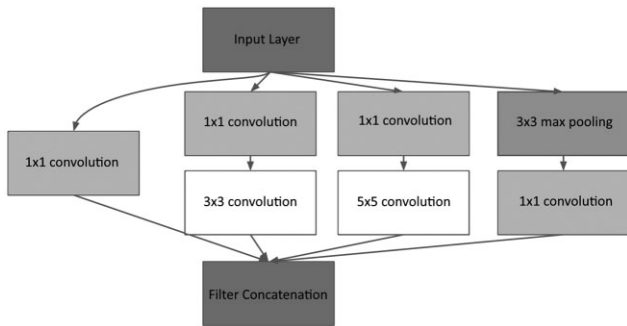 Input Layer
1x1 convolution
1x1 convolution
3x3 max pooling
1x1 convolution
3x3 convolution
5x5 convolution
1x1 convolution
Filter Concatenation